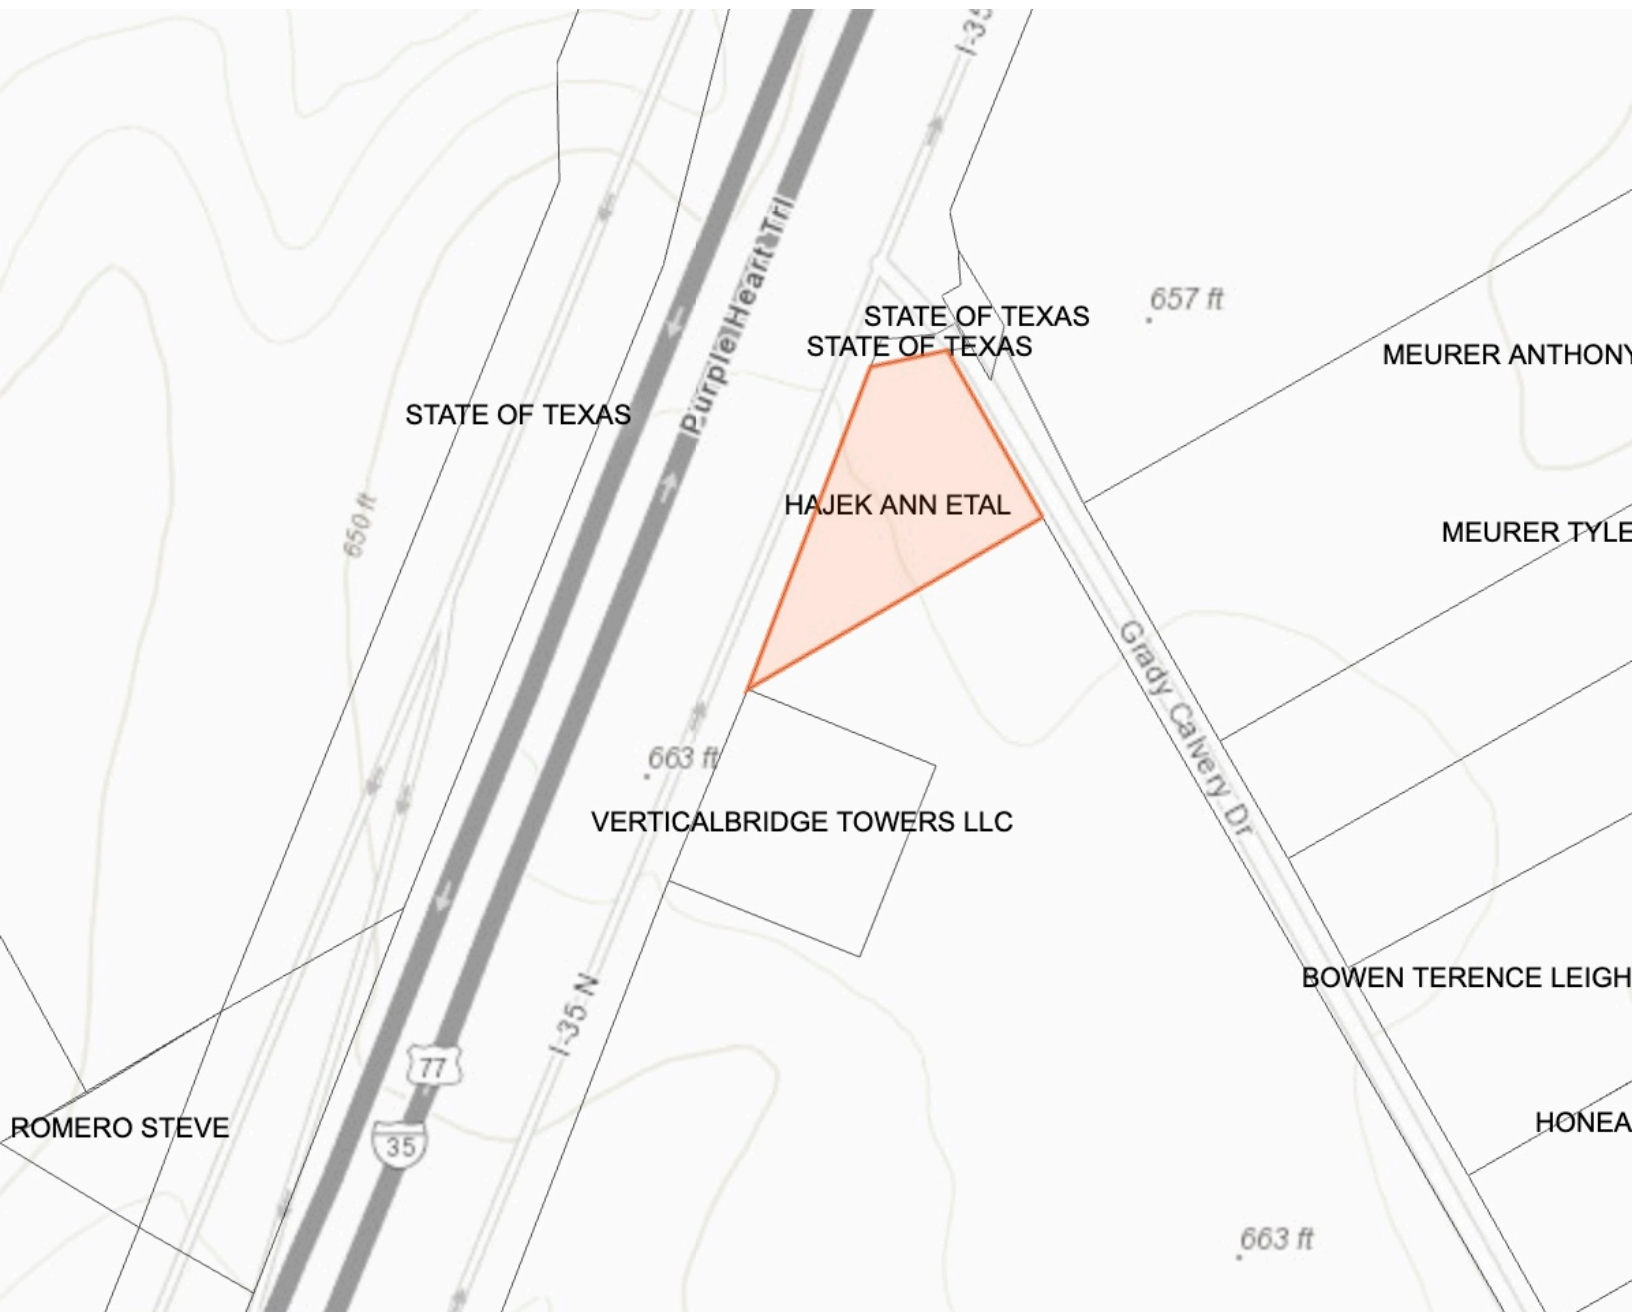 I-35
Purple Heart Trl
657 ft
STATE OF TEXAS
STATE OF TEXAS
MEURER ANTHONY
STATE OF TEXAS
HAJEK ANN ETAL
650 ft
MEURER TYLE
Grady Calvery Dr
663 ft
VERTICALBRIDGE TOWERS LLC
BOWEN TERENCE LEIGH
I-35 N
77
ROMERO STEVE
35
HONEA
663 ft